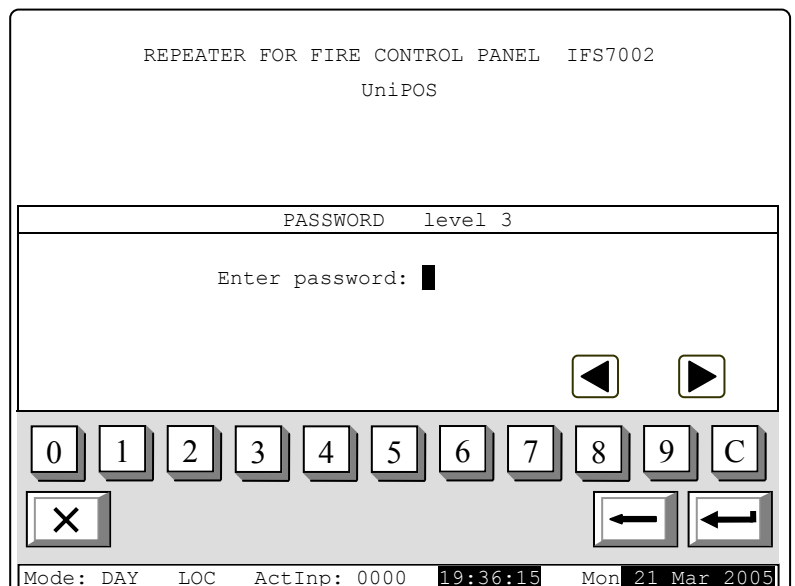 REPEATER FOR FIRE CONTROL PANEL IFS7002
UniPOS
PASSWORD level 3
Enter password:
0 1 2 3 4 5 6 7 8 9 C
Mode: DAY LOC ActInp: 0000 19:36:15 Mon 21 Mar 2005